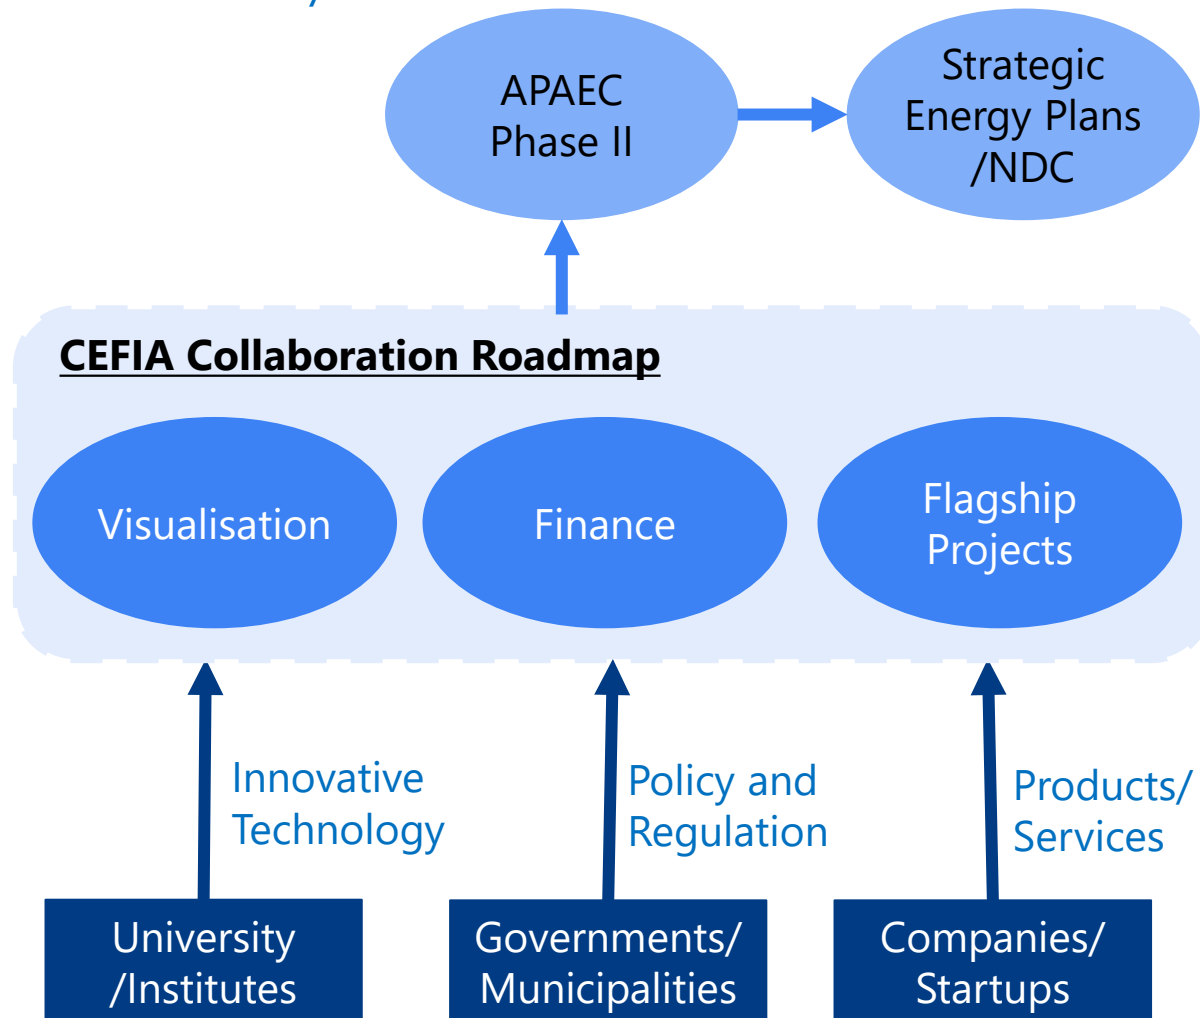 APAEC
Phase II
Strategic
Energy Plans
/NDC
CEFIA Collaboration Roadmap
Visualisation
Finance
Flagship
Projects
Innovative
Technology
Policy and
Regulation
Products/
Services
University
/Institutes
Governments/
Municipalities
Companies/
Startups